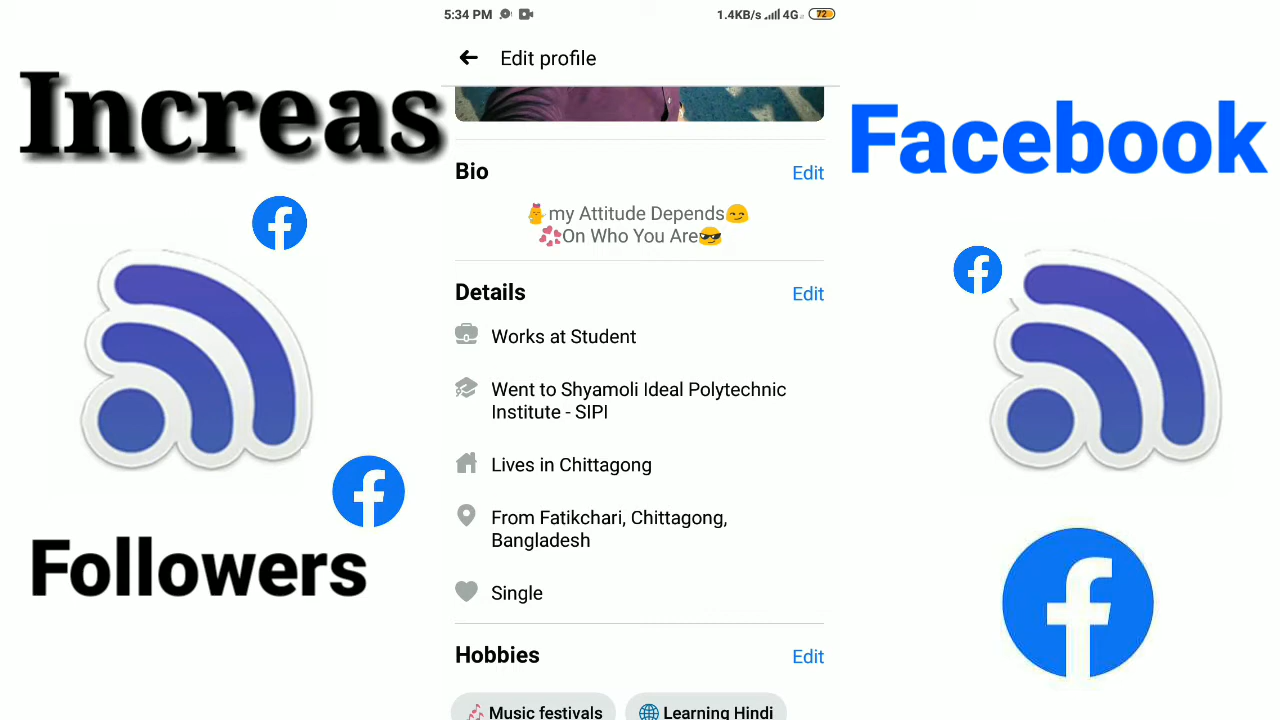 5:34 PM
1.4KB/s 4G 72
Edit profile
Increas
Facebook
Bio
Edit
my Attitude Depends😏
💞On Who You Are😎
Details
Edit
Works at Student
Went to Shyamoli Ideal Polytechnic
Institute - SIPI
Lives in Chittagong
From Fatikchari, Chittagong,
Bangladesh
Single
Followers
Hobbies
Edit
🎶 Music festivals
🌐 Learning Hindi